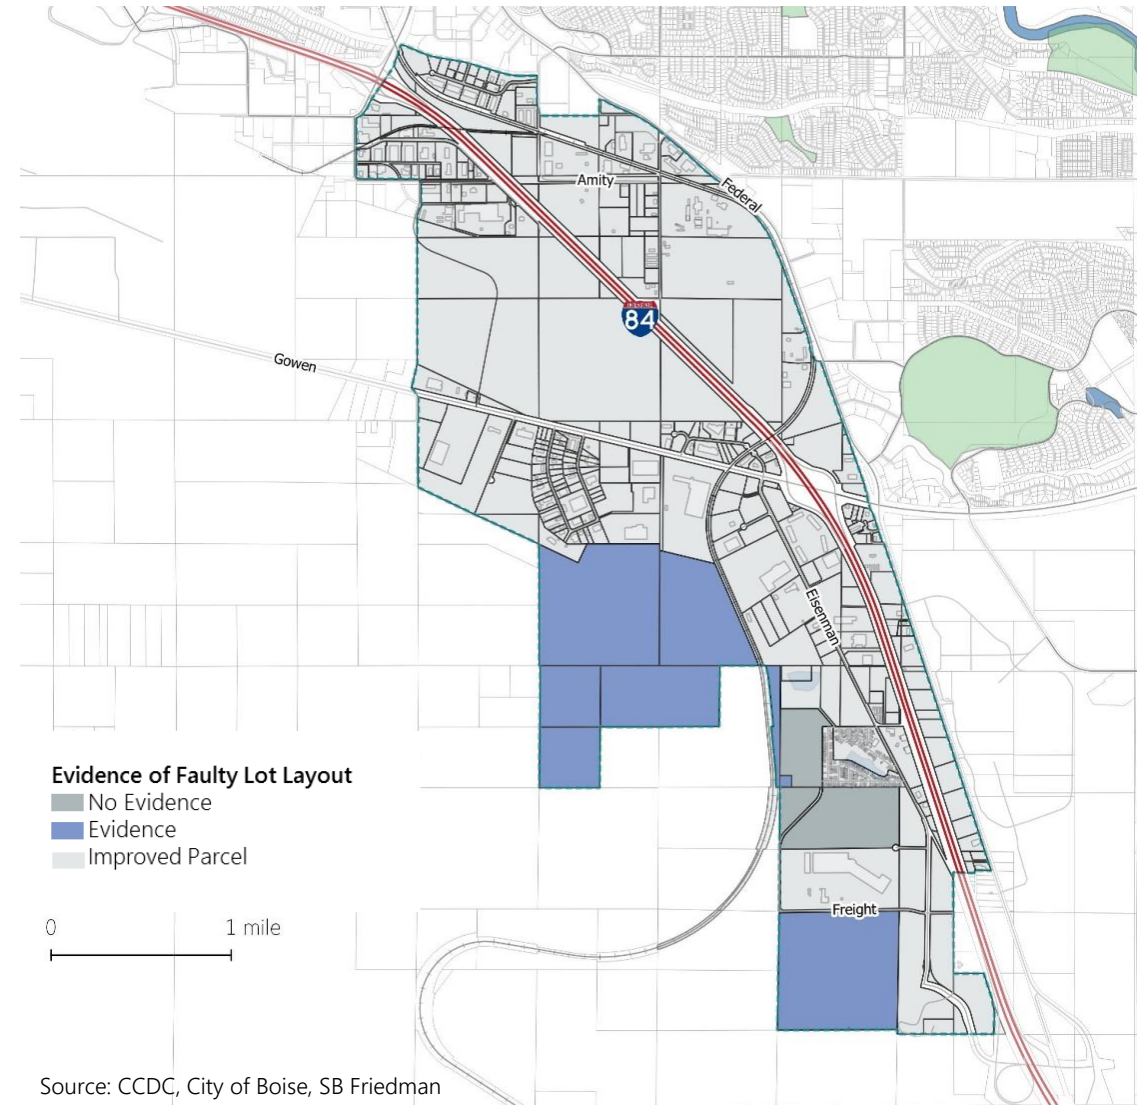 Amity
Federal
84
Gowen
Eisenman
Evidence of Faulty Lot Layout
No Evidence
Evidence
Improved Parcel
0 1 mile
Freight
Source: CCDC, City of Boise, SB Friedman